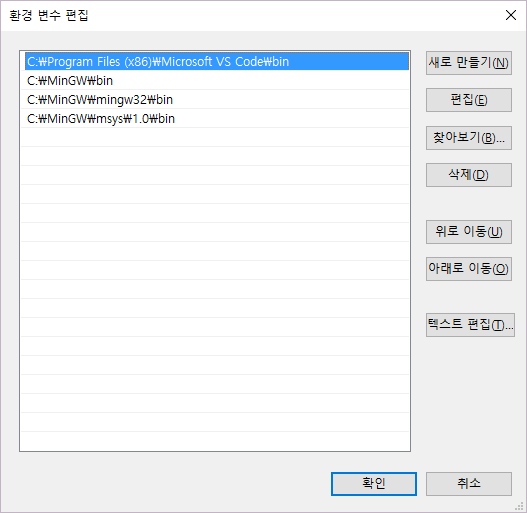 환경 변수 편집
C:₩Program Files (x86)₩Microsoft VS Code₩bin
C:₩MinGW₩bin
C:₩MinGW₩mingw32₩bin
C:₩MinGW₩msys₩1.0₩bin
새로 만들기(N)
편집(E)
찾아보기(B)...
삭제(D)
위로 이동(U)
아래로 이동(O)
텍스트 편집(T)...
확인
취소